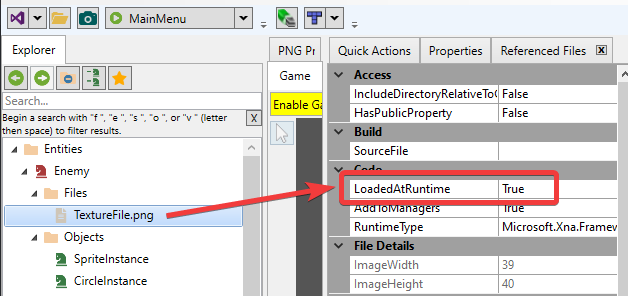 MainMenu
Explorer
Search...
Begin a search with "f ", "e ", "s ", "o ", or "v " (letter
then space) to filter results.
X
Entities
Enemy
Files
TextureFile.png
Objects
SpriteInstance
CircleInstance
PNG Pr
Game
Enable Ga
Quick Actions
Properties
Referenced Files
X
Access
IncludeDirectoryRelativeToC False
HasPublicProperty False
Build
SourceFile
Code
LoadedAtRuntime True
AddToManagers True
RuntimeType Microsoft.Xna.Framew
File Details
ImageWidth 39
ImageHeight 40